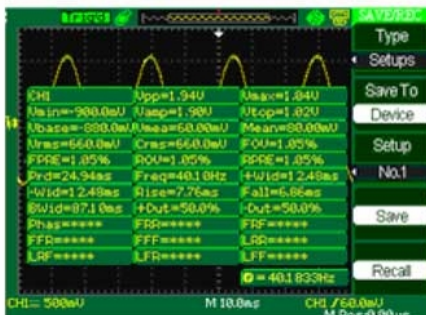 Trig'd SAVE/REC
Type
Setups
Save To
Device
Setup
No.1
Save
Recall
CH1 Vpp=1.94V Vmax=1.04V
Vmin=-900.0mV Vamp=1.90V Vtop=1.02V
Vbase=-880.0mV Vmea=60.00mV Mean=80.00mV
Vrms=660.0mV Crms=660.0mV FOV=1.05%
FPRE=1.05% ROV=1.05% RPRE=1.05%
Prd=24.94ms Freq=40.10Hz +Wid=12.48ms
-Wid=12.48ms Rise=7.76ms Fall=6.86ms
BWid=87.10ms +Dut=50.0% -Dut=50.0%
Phas=**** FRR=**** FRF=****
FFR=**** FFF=**** LRR=****
LRF=**** LFR=**** LFF=****
= 40.1833Hz
CH1 500mV M 10.0ms CH1 /60.0mV